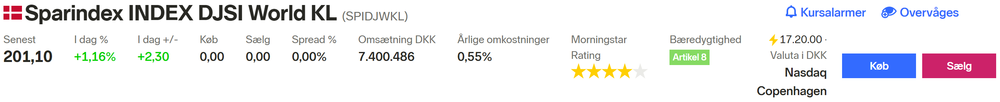 Sparindex INDEX DJSI World KL (SPIDJWKL)
Kursalarmer
Overvåges
Senest
201,10
I dag %
+1,16%
I dag +/-
+2,30
Køb
0,00
Sælg
0,00
Spread %
0,00%
Omsætning DKK
7.400.486
Årlige omkostninger
0,55%
Morningstar
Rating
Bæredygtighed
Artikel 8
17.20.00 ·
Valuta i DKK
Nasdaq
Copenhagen
Køb
Sælg